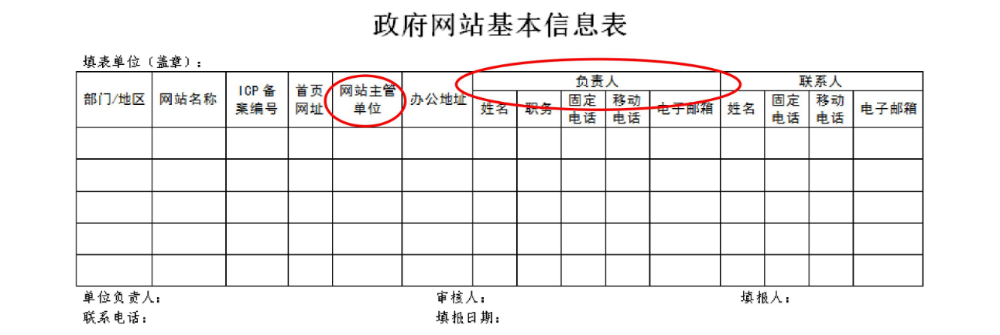 政府网站基本信息表
填表单位（盖章）：
负责人 联系人
部门/地区 网站名称 ICP备 首页 网站主管 办公地址 姓名 职务 固定 移动 电子邮箱 姓名 固定 移动 电子邮箱
案编号 网址 单位 电话 电话 电话 电话
单位负责人： 审核人： 填报人：
联系电话： 填报日期：